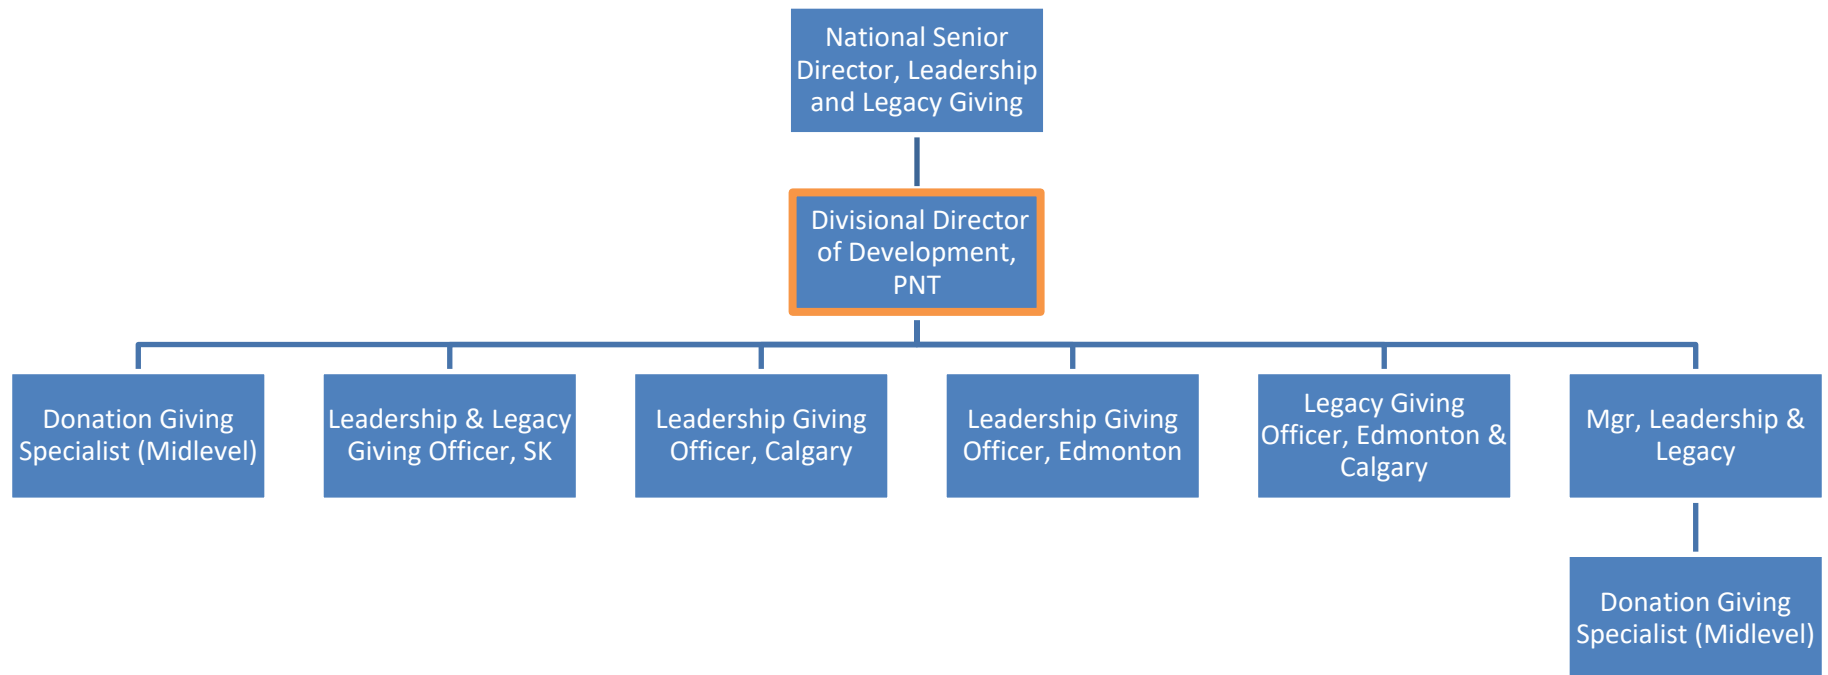 National Senior
Director, Leadership
and Legacy Giving
Divisional Director
of Development,
PNT
Donation Giving
Specialist (Midlevel)
Leadership & Legacy
Giving Officer, SK
Leadership Giving
Officer, Calgary
Leadership Giving
Officer, Edmonton
Legacy Giving
Officer, Edmonton &
Calgary
Mgr, Leadership &
Legacy
Donation Giving
Specialist (Midlevel)